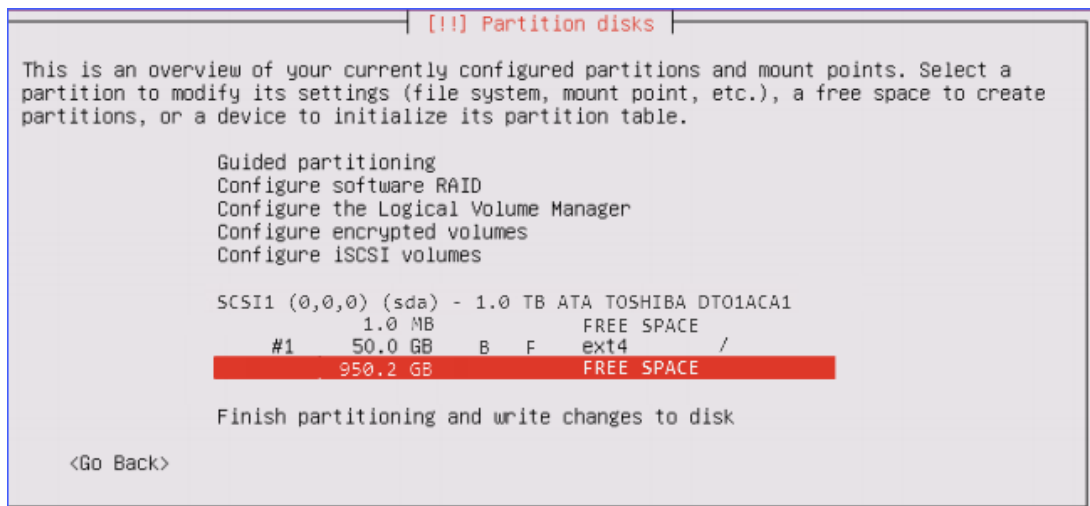 [!!] Partition disks
This is an overview of your currently configured partitions and mount points. Select a
partition to modify its settings (file system, mount point, etc.), a free space to create
partitions, or a device to initialize its partition table.
Guided partitioning
Configure software RAID
Configure the Logical Volume Manager
Configure encrypted volumes
Configure iSCSI volumes
SCSI1 (0,0,0) (sda) - 1.0 TB ATA TOSHIBA DTO1ACA1
1.0 MB FREE SPACE
#1 50.0 GB B F ext4 /
950.2 GB FREE SPACE
Finish partitioning and write changes to disk
<Go Back>